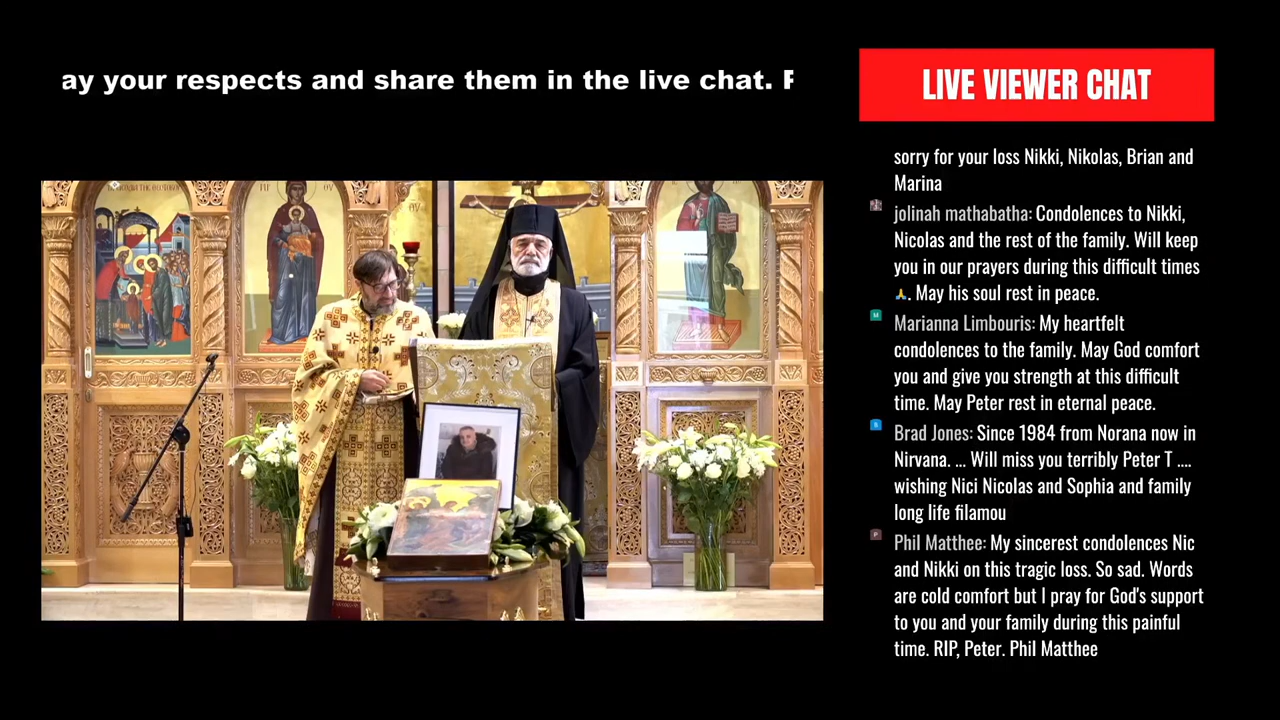 ay your respects and share them in the live chat.
LIVE VIEWER CHAT
sorry for your loss Nikki, Nikolas, Brian and
Marina
jolinah mathabatha: Condolences to Nikki,
Nicolas and the rest of the family. Will keep
you in our prayers during this difficult times
🙏. May his soul rest in peace.
Marianna Limbouris: My heartfelt
condolences to the family. May God comfort
you and give you strength at this difficult
time. May Peter rest in eternal peace.
Brad Jones: Since 1984 from Norana now in
Nirvana. ... Will miss you terribly Peter T ....
wishing Nici Nicolas and Sophia and family
long life filamou
Phil Matthee: My sincerest condolences Nic
and Nikki on this tragic loss. So sad. Words
are cold comfort but I pray for God's support
to you and your family during this painful
time. RIP, Peter. Phil Matthee